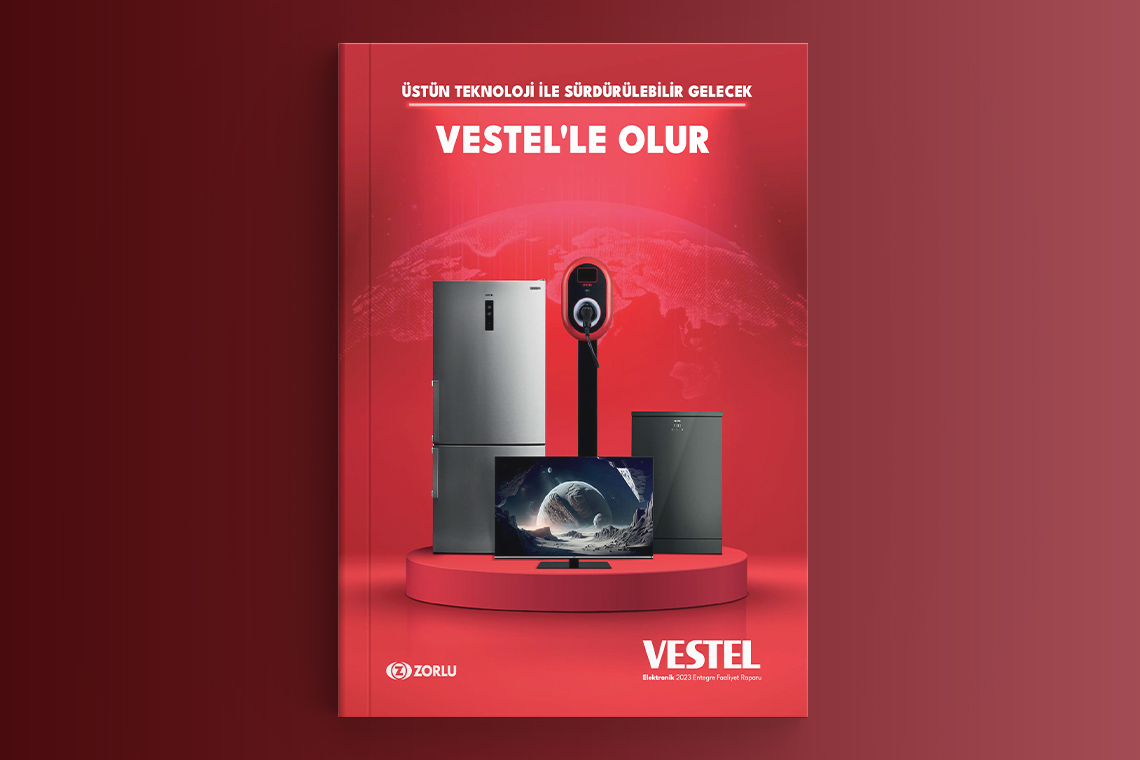 ÜSTÜN TEKNOLOJİ İLE SÜRDÜRÜLEBİLİR GELECEK
VESTEL'LE OLUR
ZORLU
VESTEL
Elektronik 2023 Entegre Faaliyet Raporu